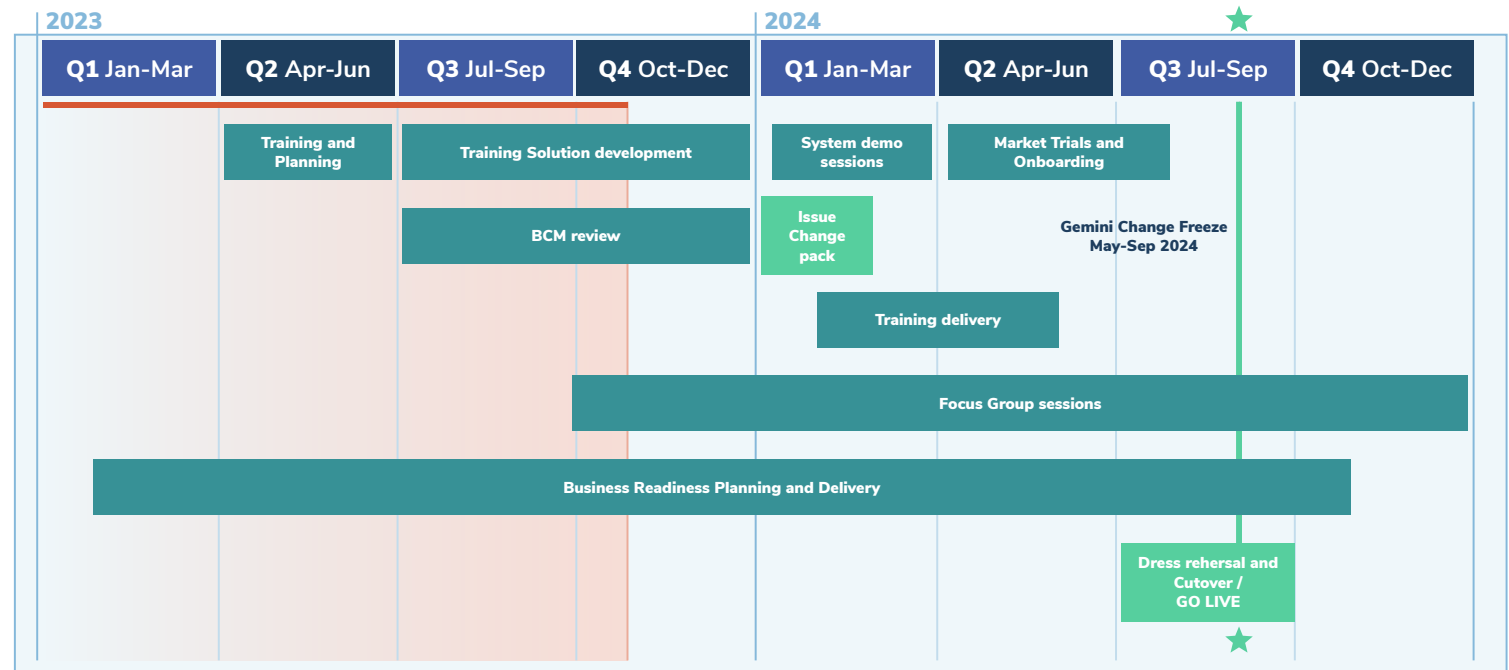 2023
2024
Q1 Jan-Mar
Q2 Apr-Jun
Q3 Jul-Sep
Q4 Oct-Dec
Q1 Jan-Mar
Q2 Apr-Jun
Q3 Jul-Sep
Q4 Oct-Dec
Training and
Planning
Training Solution development
System demo
sessions
Market Trials and
Onboarding
BCM review
Issue
Change
pack
Gemini Change Freeze
May-Sep 2024
Training delivery
Focus Group sessions
Business Readiness Planning and Delivery
Dress rehersal and
Cutover /
GO LIVE